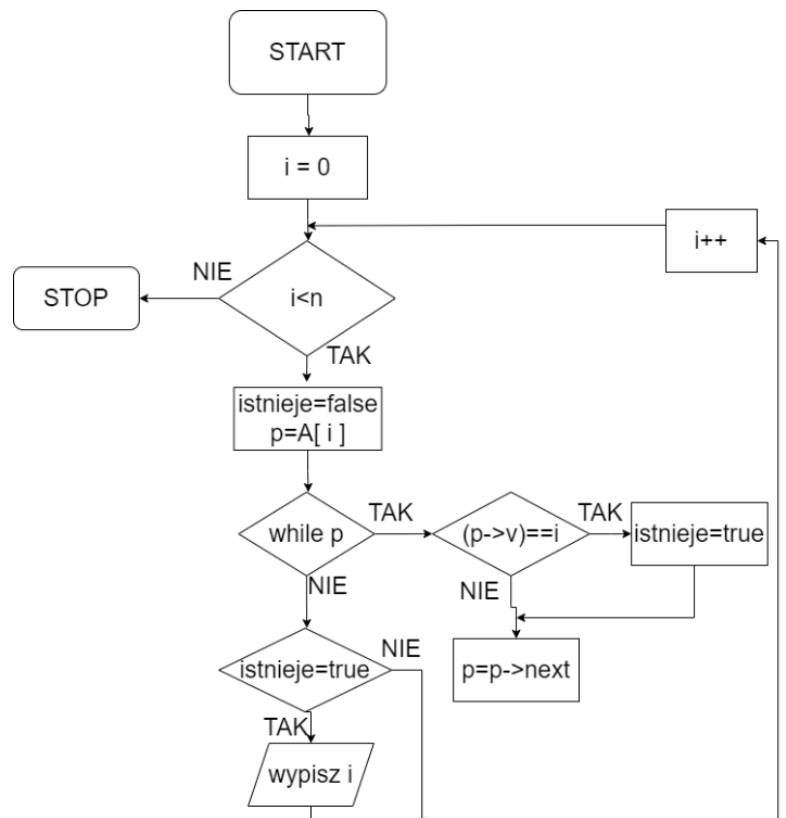 START
i = 0
i++
NIE
STOP
i<n
TAK
istnieje=false
p=A[ i ]
while p
TAK
(p->v)==i
TAK
istnieje=true
NIE
NIE
istnieje=true
NIE
p=p->next
TAK
wypisz i